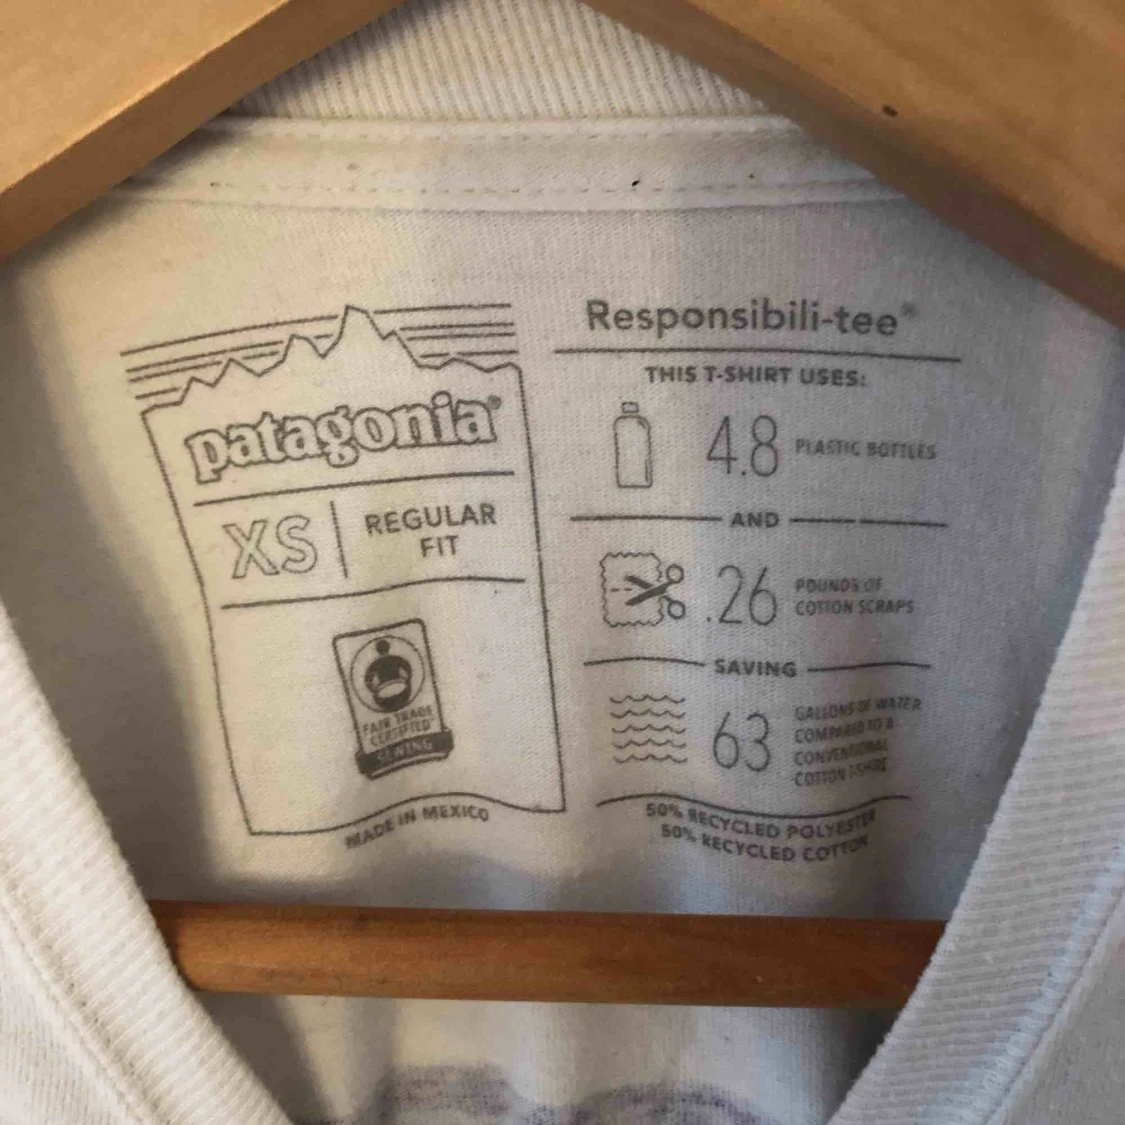 patagonia®
XS
REGULAR
FIT
FAIR TRADE
CERTIFIED™
SEWING
MADE IN MEXICO
Responsibili-tee®
THIS T-SHIRT USES:
4.8 PLASTIC BOTTLES
AND
.26 POUNDS OF
COTTON SCRAPS
SAVING
63 GALLONS OF WATER
COMPARED TO A
CONVENTIONAL
COTTON T-SHIRT
50% RECYCLED POLYESTER
50% RECYCLED COTTON